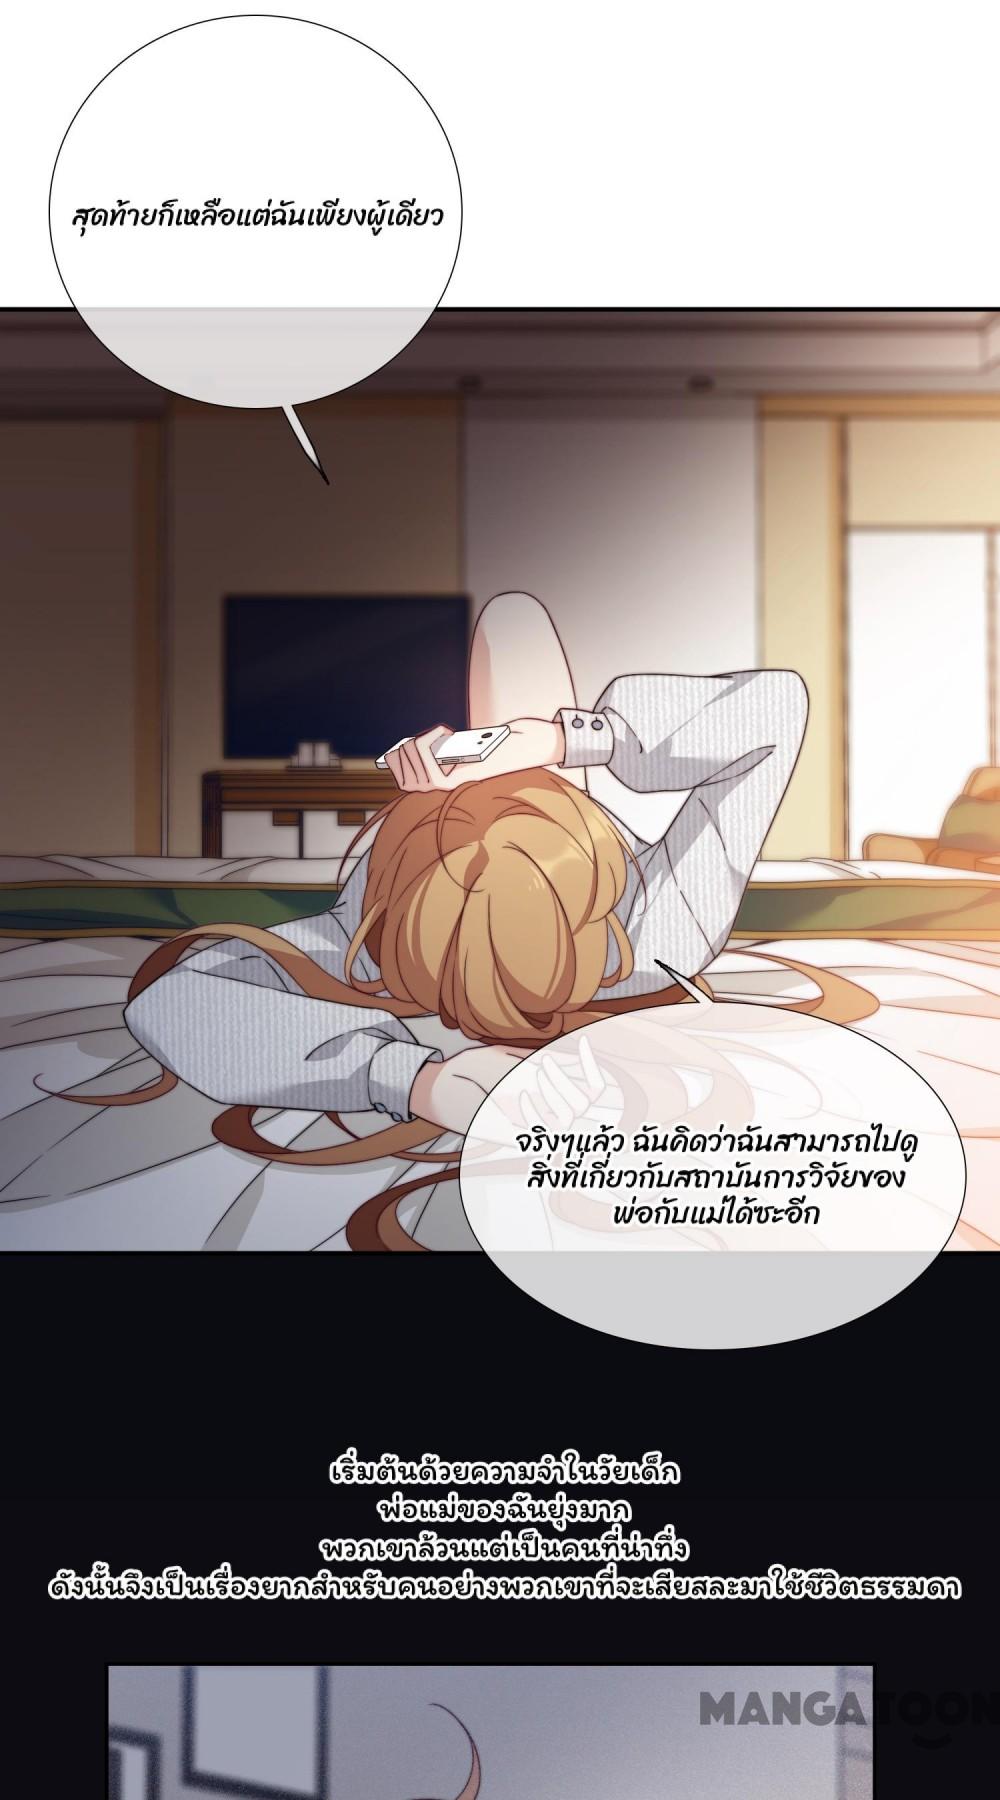 สุดท้ายก็เหลือแต่ฉันเพียงผู้เดียว
จริงๆแล้ว ฉันคิดว่าฉันสามารถไปดู
สิ่งที่เกี่ยวกับสถาบันการวิจัยของ
พ่อกับแม่ได้ซะอีก
เริ่มต้นด้วยความจำในวัยเด็ก
พ่อแม่ของฉันยุ่งมาก
พวกเขาล้วนแต่เป็นคนที่น่าทึ่ง
ดังนั้นจึงเป็นเรื่องยากสำหรับคนอย่างพวกเขาที่จะเสียสละมาใช้ชีวิตธรรมดา
MANGATOON